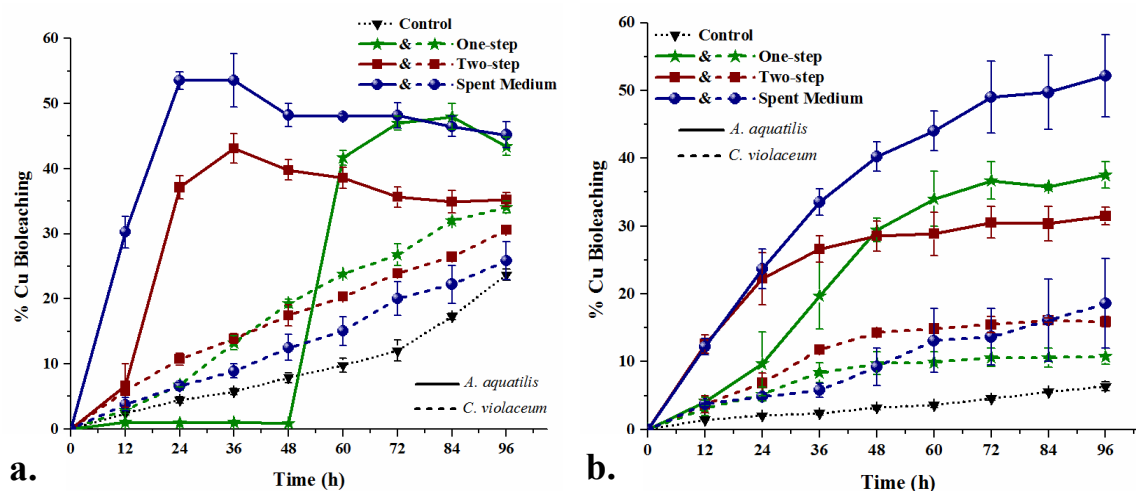 60
50
40
30
20
10
0
% Cu Bioleaching
Control
& One-step
& Two-step
& Spent Medium
A. aquatilis
C. violaceum
0 12 24 36 48 60 72 84 96
Time (h)
a.
60
50
40
30
20
10
0
% Cu Bioleaching
Control
& One-step
& Two-step
& Spent Medium
A. aquatilis
C. violaceum
0 12 24 36 48 60 72 84 96
Time (h)
b.